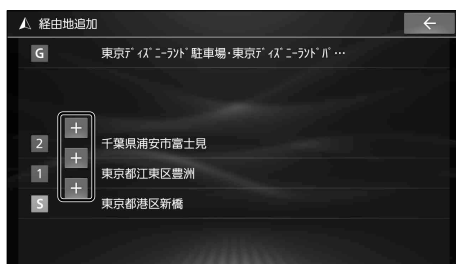 経由地追加
G 東京ﾃﾞｨｽﾞﾆｰﾗﾝﾄﾞ駐車場･東京ﾃﾞｨｽﾞﾆｰﾗﾝﾄﾞﾊﾟ…
+
2 千葉県浦安市富士見
+
1 東京都江東区豊洲
+
S 東京都港区新橋